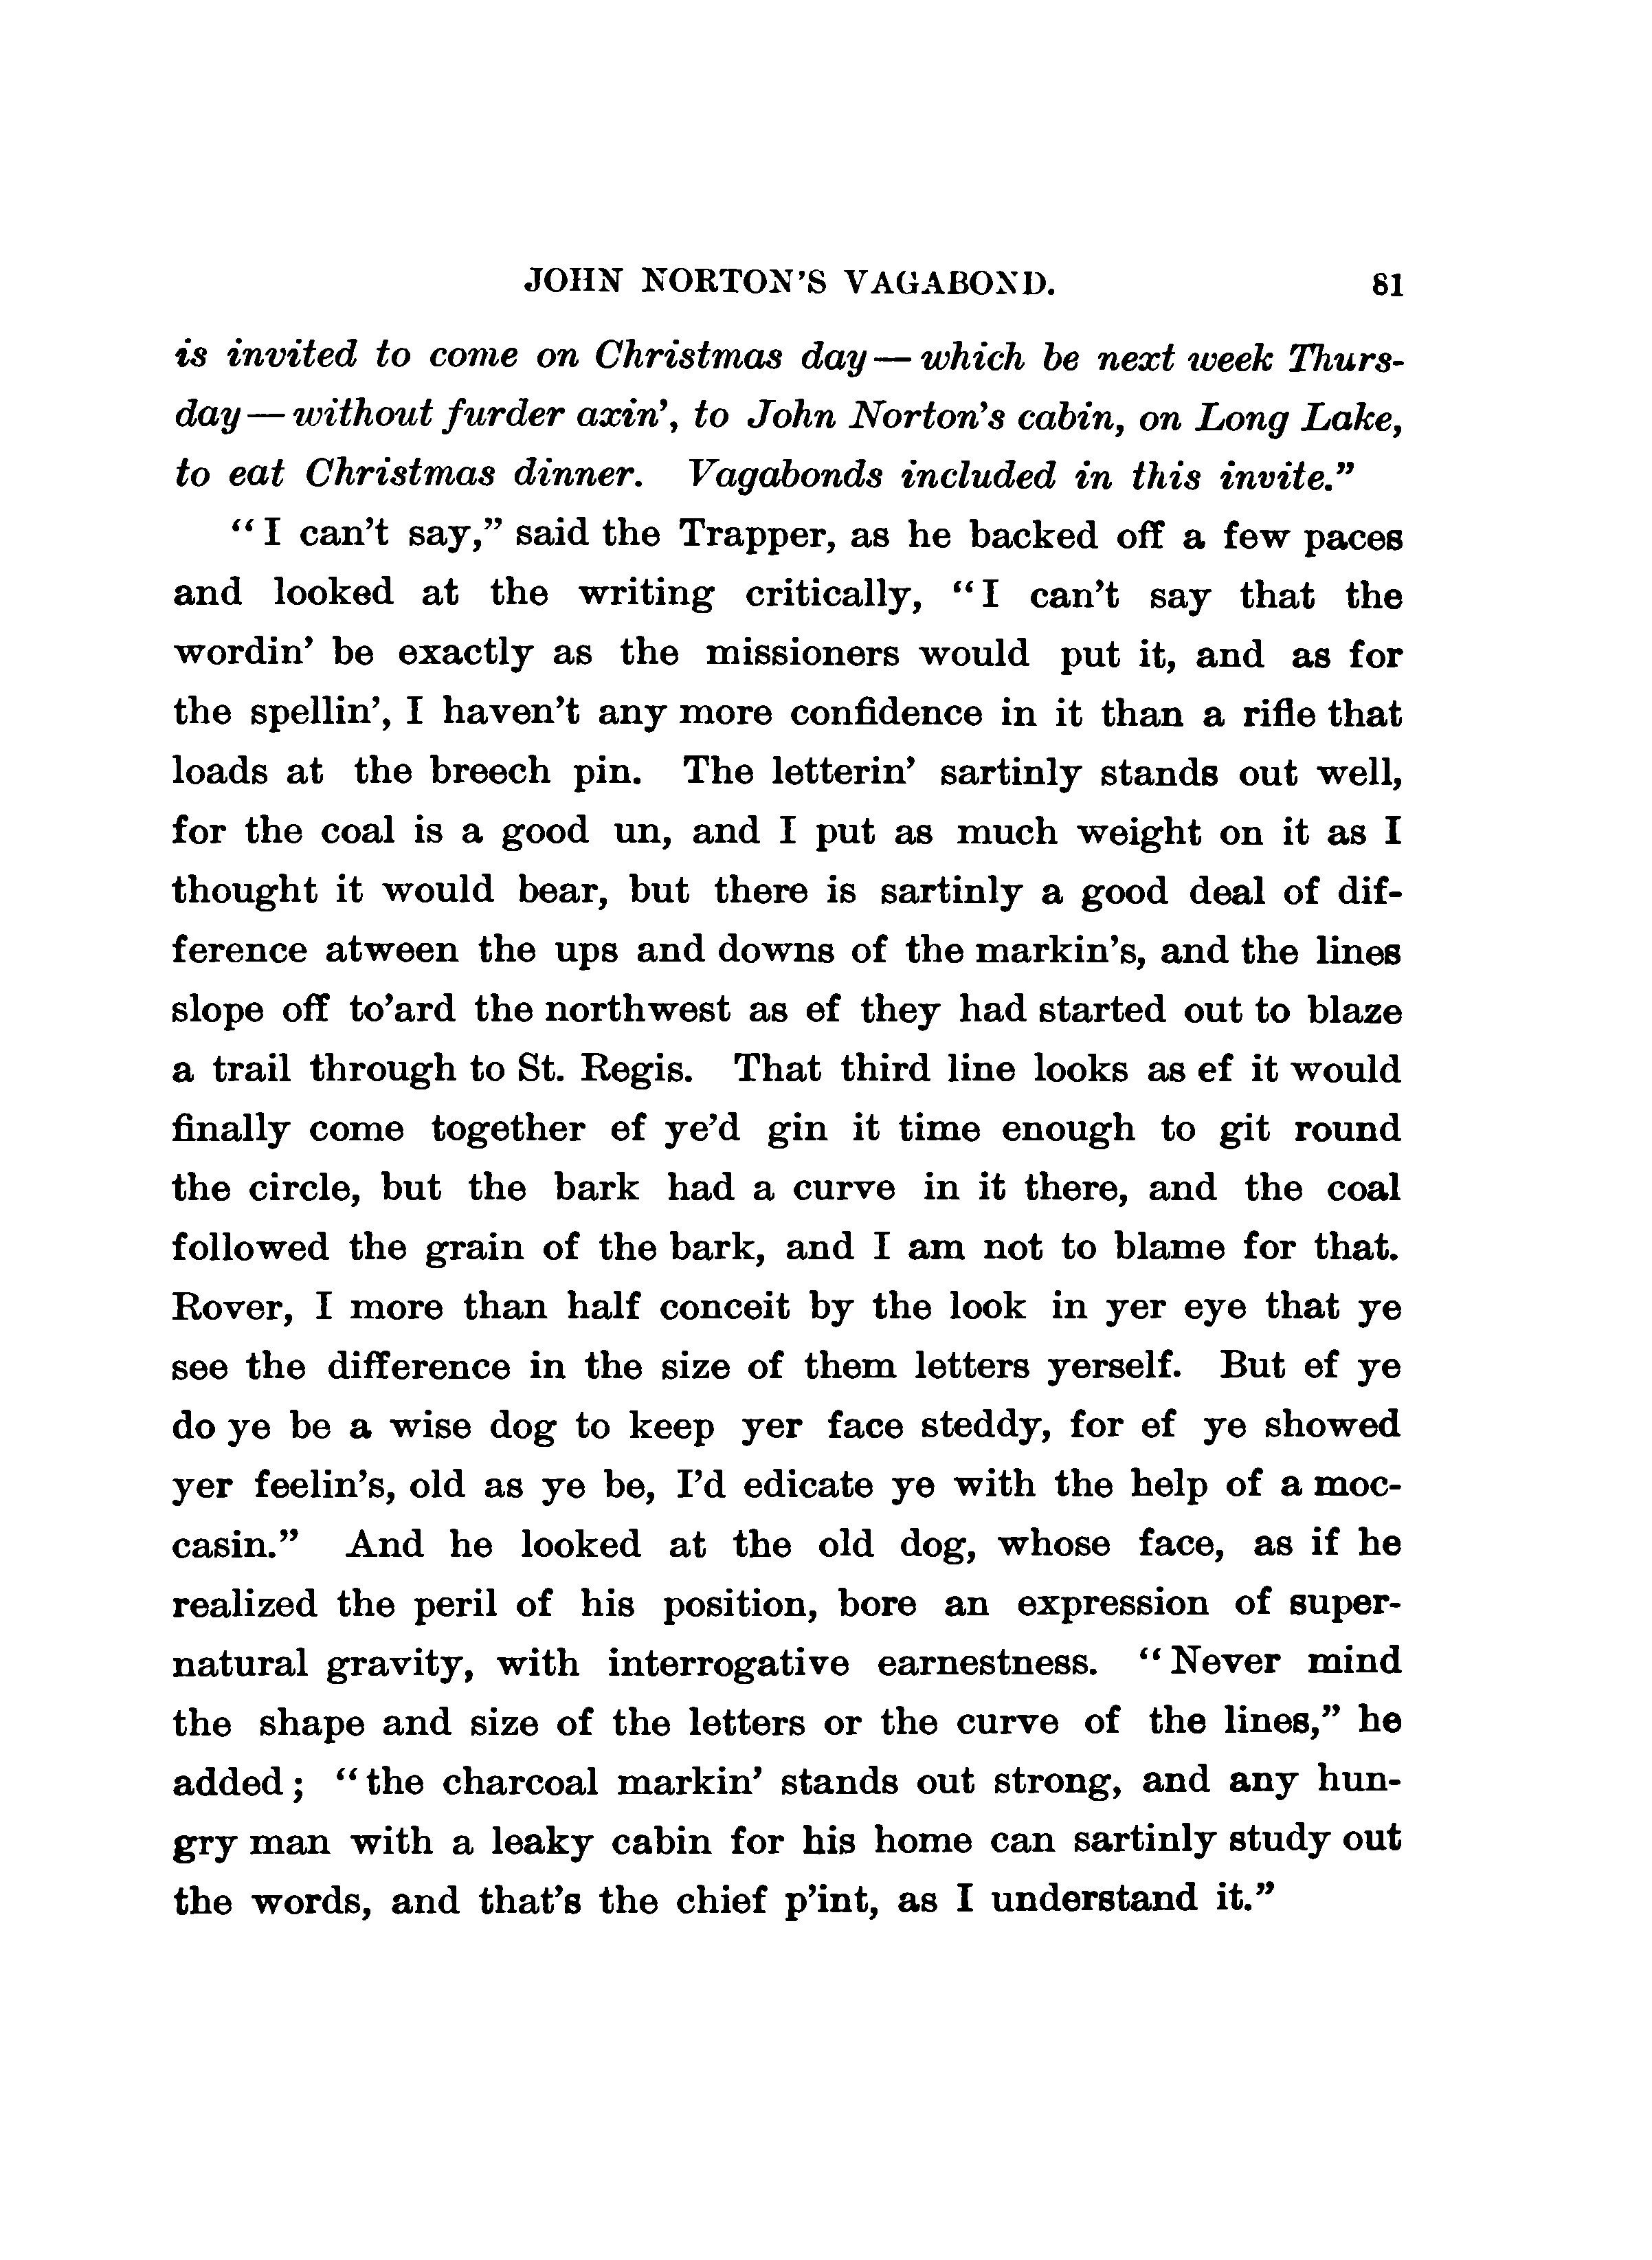 JOHN NORTON'S VAGABOND. 81
is invited to come on Christmas day — which be next week Thurs-
day — without furder axin', to John Norton's cabin, on Long Lake,
to eat Christmas dinner. Vagabonds included in this invite."
"I can't say," said the Trapper, as he backed off a few paces
and looked at the writing critically, "I can't say that the
wordin' be exactly as the missioners would put it, and as for
the spellin', I haven't any more confidence in it than a rifle that
loads at the breech pin. The letterin' sartinly stands out well,
for the coal is a good un, and I put as much weight on it as I
thought it would bear, but there is sartinly a good deal of dif-
ference atween the ups and downs of the markin's, and the lines
slope off to'ard the northwest as ef they had started out to blaze
a trail through to St. Regis. That third line looks as ef it would
finally come together ef ye'd gin it time enough to git round
the circle, but the bark had a curve in it there, and the coal
followed the grain of the bark, and I am not to blame for that.
Rover, I more than half conceit by the look in yer eye that ye
see the difference in the size of them letters yerself. But ef ye
do ye be a wise dog to keep yer face steddy, for ef ye showed
yer feelin's, old as ye be, I'd edicate ye with the help of a moc-
casin." And he looked at the old dog, whose face, as if he
realized the peril of his position, bore an expression of super-
natural gravity, with interrogative earnestness. "Never mind
the shape and size of the letters or the curve of the lines," he
added; "the charcoal markin' stands out strong, and any hun-
gry man with a leaky cabin for his home can sartinly study out
the words, and that's the chief p'int, as I understand it."